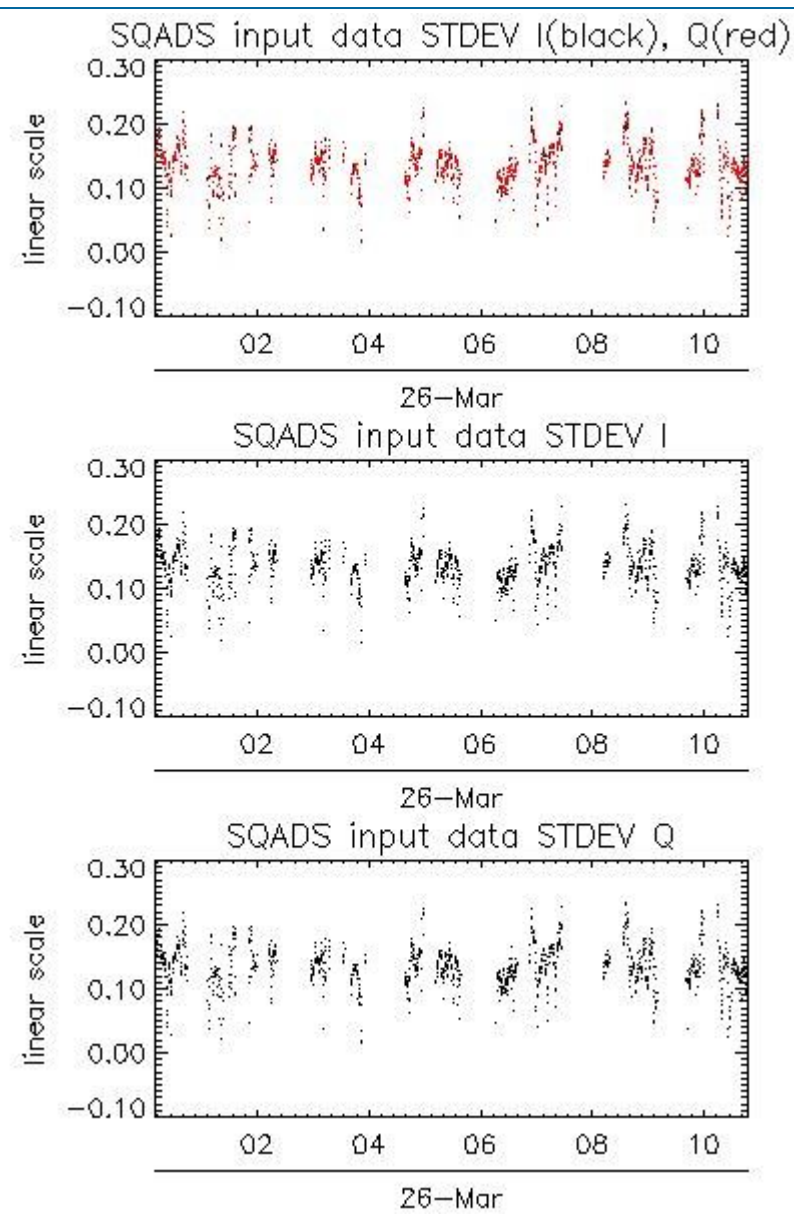 SQADS input data STDEV I(black), Q(red)
0.30
0.20
0.10
0.00
-0.10
linear scale
02 04 06 08 10
26-Mar
SQADS input data STDEV I
0.30
0.20
0.10
0.00
-0.10
linear scale
02 04 06 08 10
26-Mar
SQADS input data STDEV Q
0.30
0.20
0.10
0.00
-0.10
linear scale
02 04 06 08 10
26-Mar